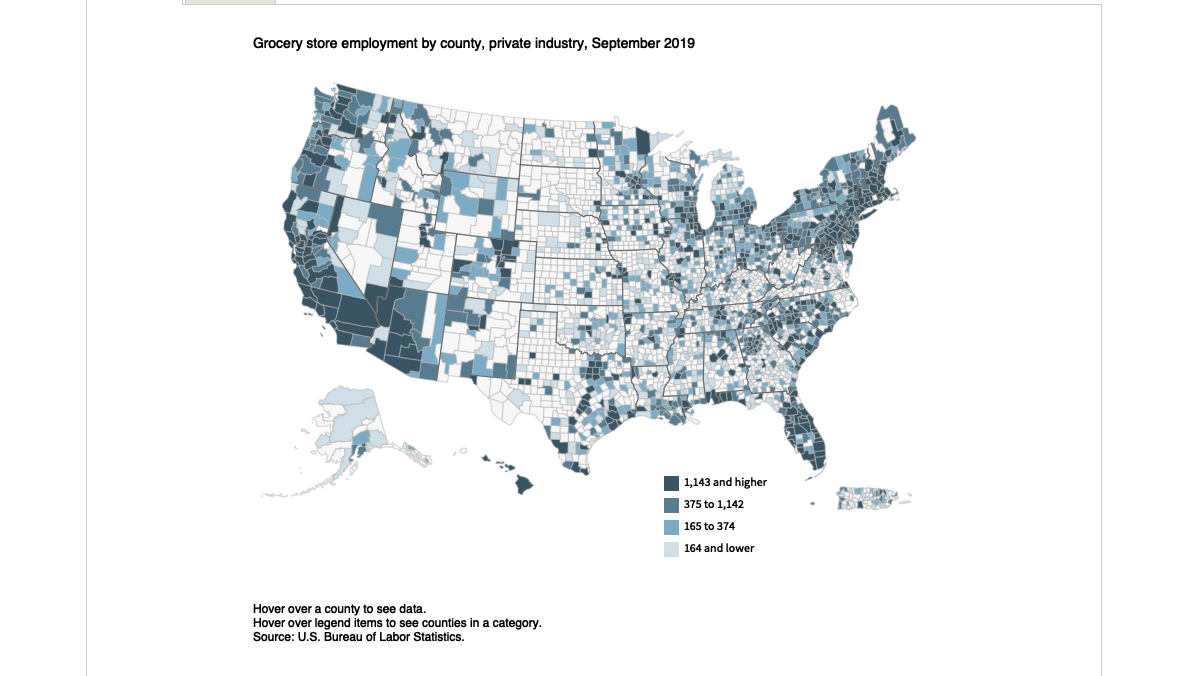 Grocery store employment by county, private industry, September 2019
1,143 and higher
375 to 1,142
165 to 374
164 and lower
Hover over a county to see data.
Hover over legend items to see counties in a category.
Source: U.S. Bureau of Labor Statistics.